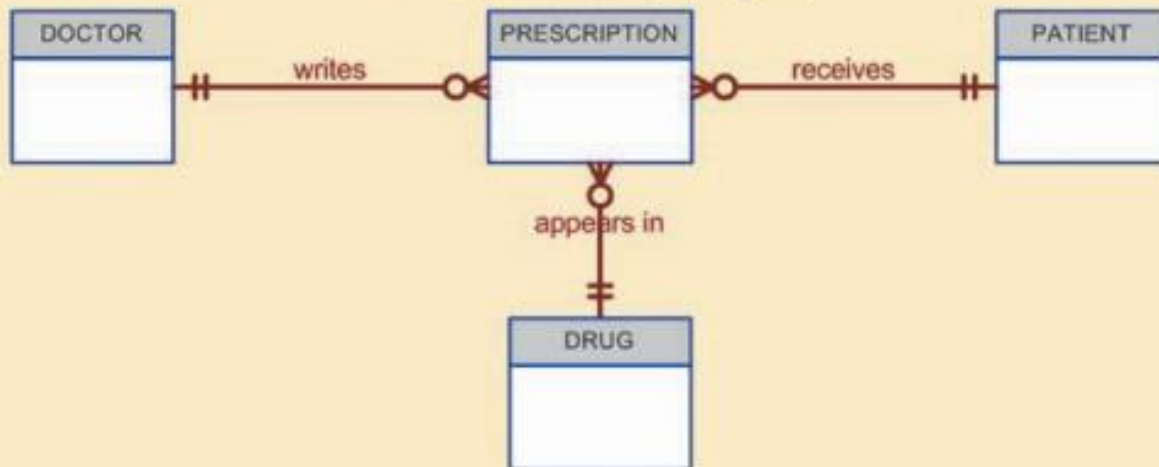 DOCTOR
PRESCRIPTION
PATIENT
writes
receives
appears in
DRUG